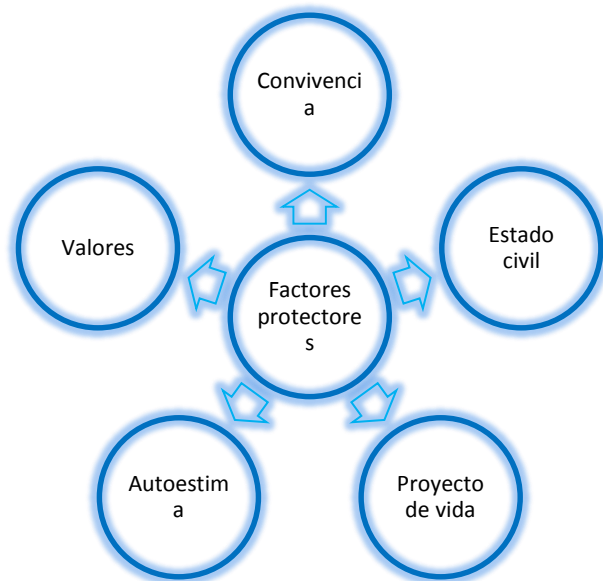 Convivenci
a
Valores
Estado
civil
Factores
protectore
s
Autoestim
a
Proyecto
de vida